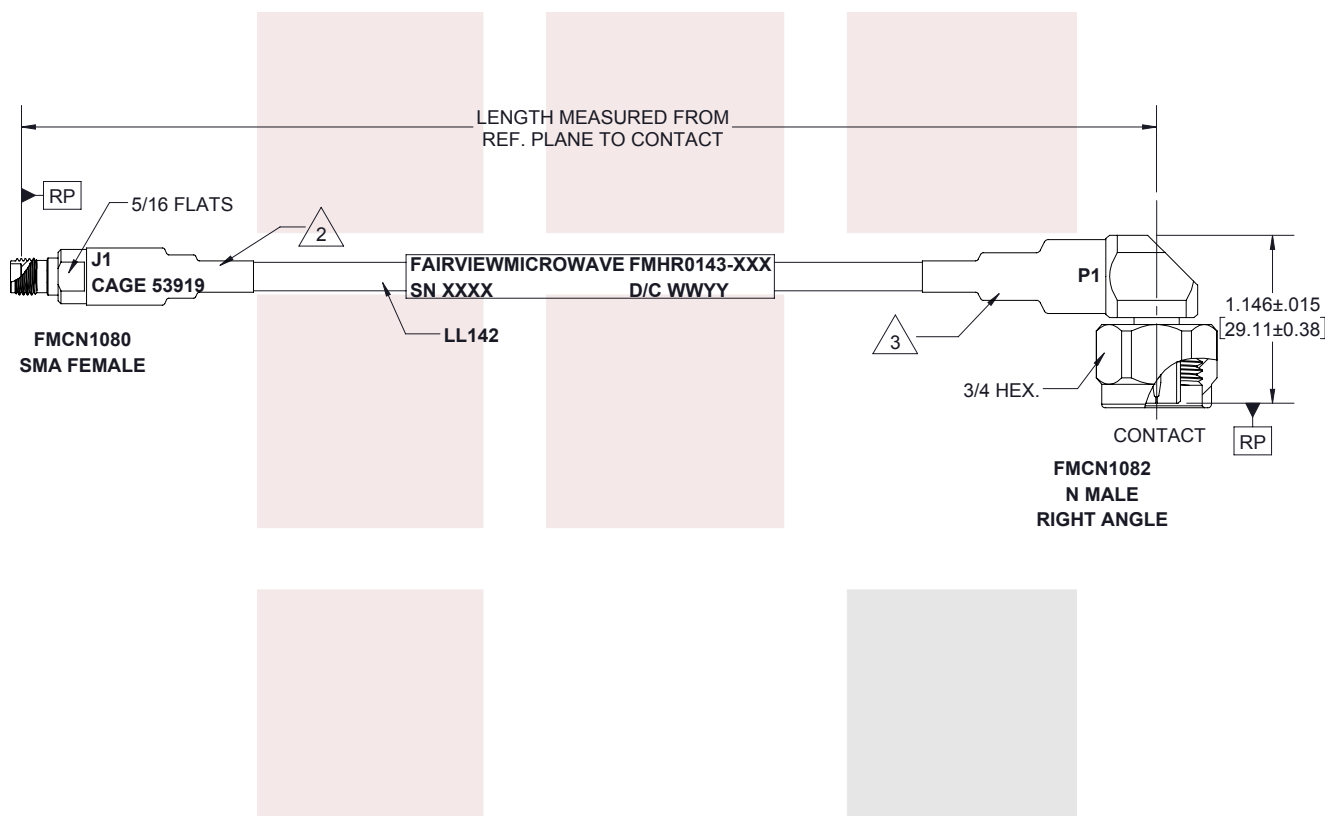 LENGTH MEASURED FROM
REF. PLANE TO CONTACT
RP
5/16 FLATS
2
J1
CAGE 53919
FAIRVIEWMICROWAVE FMHR0143-XXX
SN XXXX D/C WWYY
P1
1.146±.015
[29.11±0.38]
LL142
3
FMCN1080
SMA FEMALE
3/4 HEX.
CONTACT
RP
FMCN1082
N MALE
RIGHT ANGLE